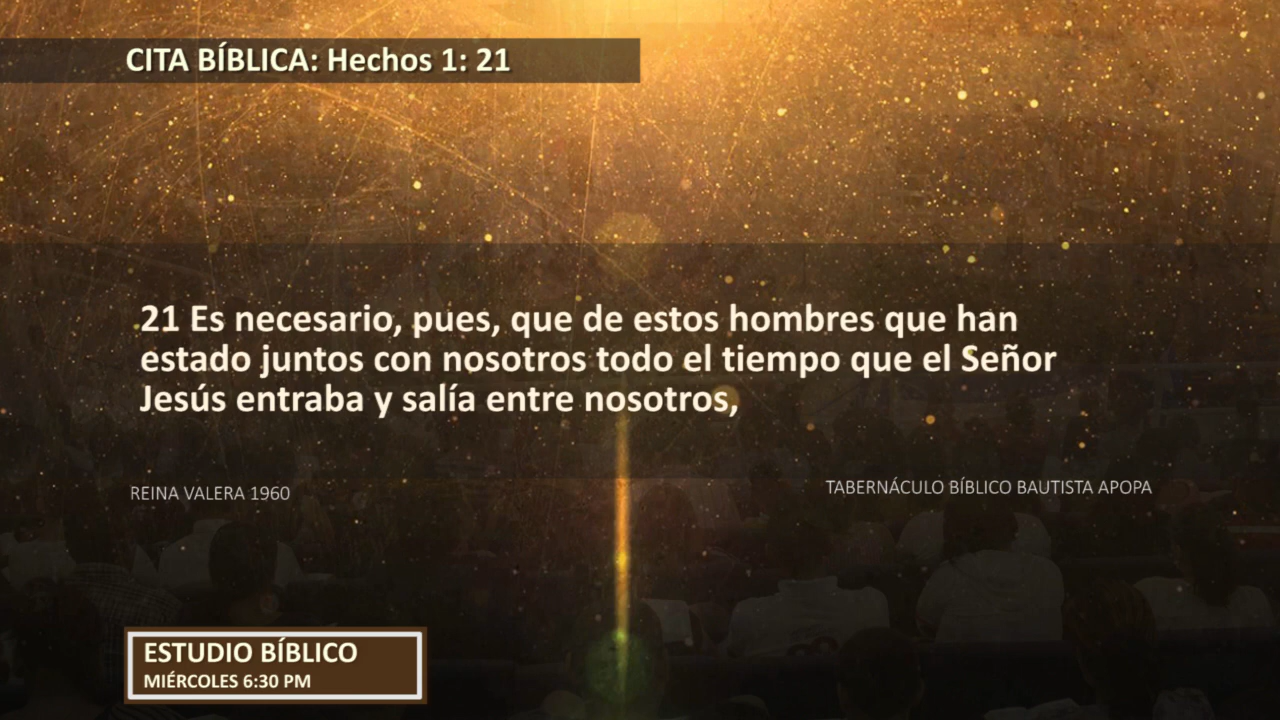 CITA BÍBLICA: Hechos 1: 21
21 Es necesario, pues, que de estos hombres que han
estado juntos con nosotros todo el tiempo que el Señor
Jesús entraba y salía entre nosotros,
REINA VALERA 1960
TABERNÁCULO BÍBLICO BAUTISTA APOPA
ESTUDIO BÍBLICO
MIÉRCOLES 6:30 PM